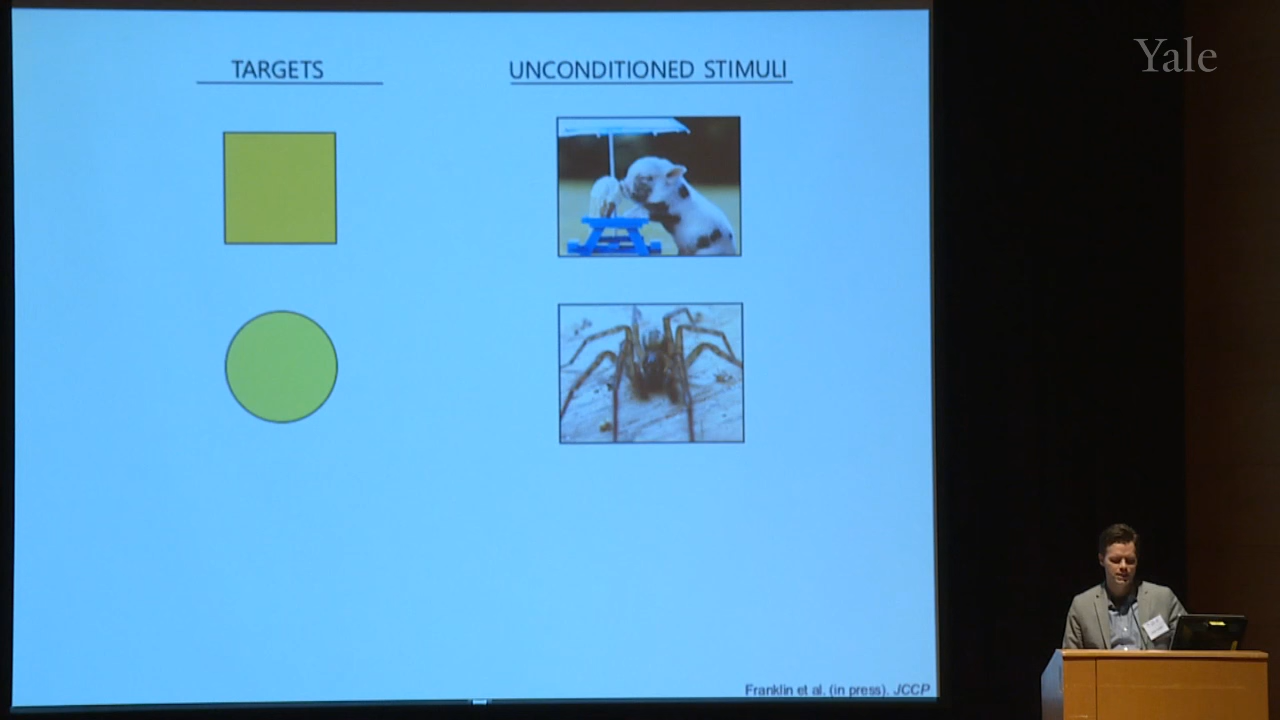 Yale
TARGETS
UNCONDITIONED STIMULI
Franklin et al. (in press). JCCP